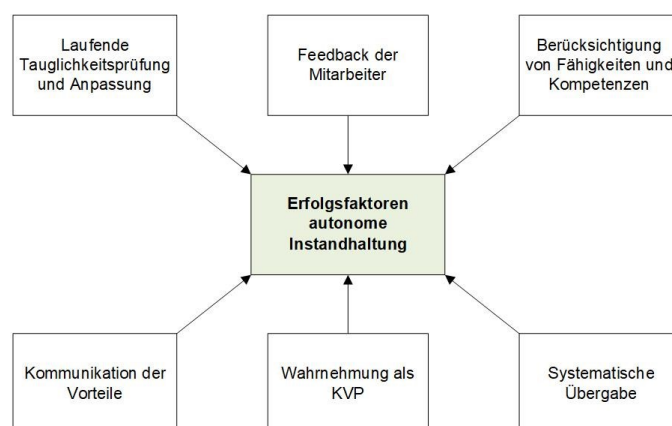 Laufende
Tauglichkeitsprüfung
und Anpassung
Feedback der
Mitarbeiter
Berücksichtigung
von Fähigkeiten und
Kompetenzen
Erfolgsfaktoren
autonome
Instandhaltung
Kommunikation der
Vorteile
Wahrnehmung als
KVP
Systematische
Übergabe